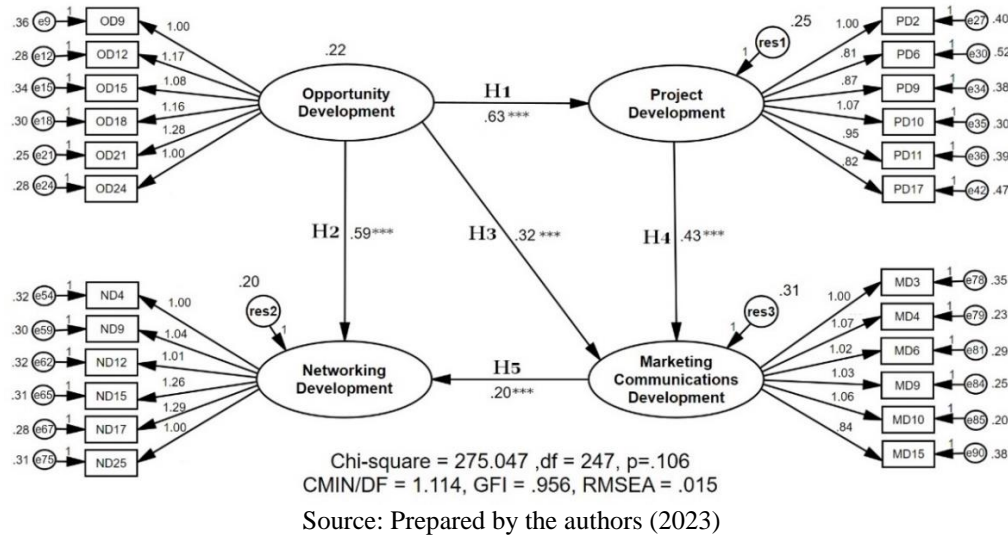 .36 e9 1 OD9 1.00
.28 e12 1 OD12 1.17
.34 e15 1 OD15 1.08
.30 e18 1 OD18 1.16
.25 e21 1 OD21 1.28
.28 e24 1 OD24 1.00
.22
Opportunity
Development
H1
.63***
.25
res1
1
Project
Development
1.00 PD2 1 e27 .40
.81 PD6 1 e30 .52
.87 PD9 1 e34 .38
1.07 PD10 1 e35 .30
.95 PD11 1 e36 .39
.82 PD17 1 e42 .47
H2 .59***
H3 .32 ***
H4 .43***
.32 e54 1 ND4 1.00
.30 e59 1 ND9 1.04
.32 e62 1 ND12 1.01
.31 e65 1 ND15 1.26
.28 e67 1 ND17 1.29
.31 e75 1 ND25 1.00
.20
res2
1
Networking
Development
H5
.20***
.31
res3
1
Marketing
Communications
Development
1.00 MD3 1 e78 .35
1.07 MD4 1 e79 .23
1.02 MD6 1 e81 .29
1.03 MD9 1 e84 .25
1.06 MD10 1 e85 .20
.84 MD15 1 e90 .38
Chi-square = 275.047 ,df = 247, p=.106
CMIN/DF = 1.114, GFI = .956, RMSEA = .015
Source: Prepared by the authors (2023)